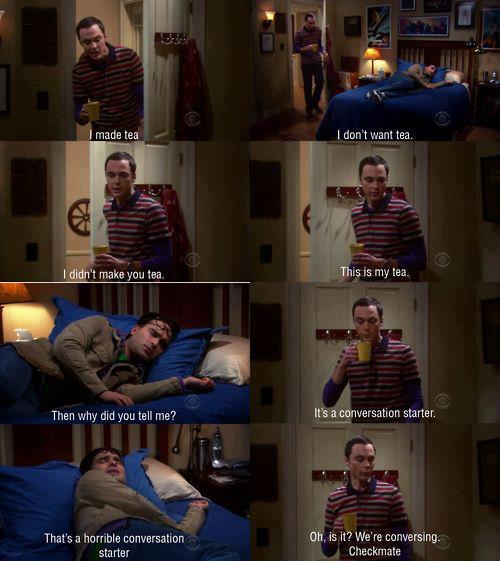 I made tea
I don't want tea.
I didn't make you tea.
This is my tea.
Then why did you tell me?
It's a conversation starter.
That's a horrible conversation
starter
Oh, is it? We're conversing.
Checkmate